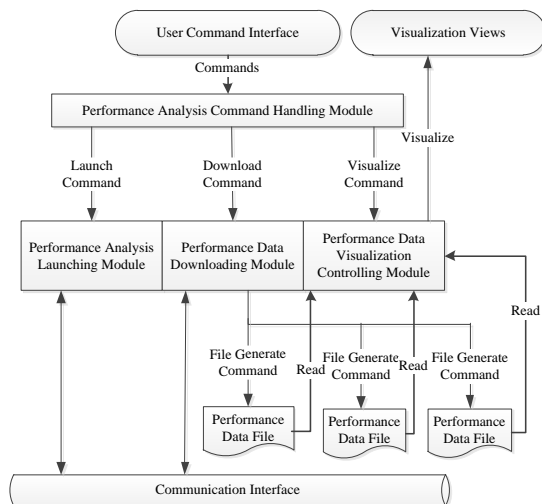 User Command Interface
Visualization Views
Commands
Performance Analysis Command Handling Module
Visualize
Launch
Command
Download
Command
Visualize
Command
Performance Analysis
Launching Module
Performance Data
Downloading Module
Performance Data
Visualization
Controlling Module
Read
File Generate
Command
Read
File Generate
Command
Read
File Generate
Command
Performance
Data File
Performance
Data File
Performance
Data File
Communication Interface